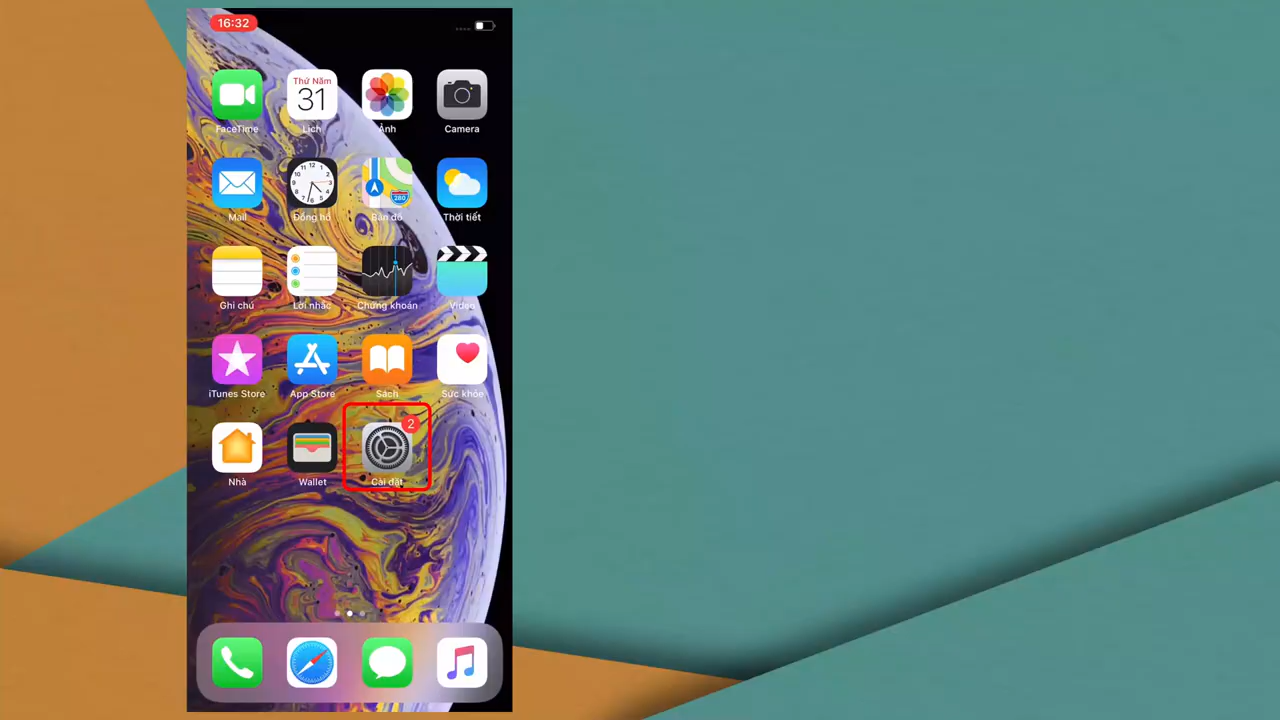 16:32
FaceTime
Thứ Năm
31
Lịch
Ảnh
Camera
Mail
Đồng hồ
280
Bản đồ
Thời tiết
Ghi chú
Lời nhắc
Chứng khoán
Video
iTunes Store
App Store
Sách
Sức khỏe
Nhà
Wallet
2
Cài đặt